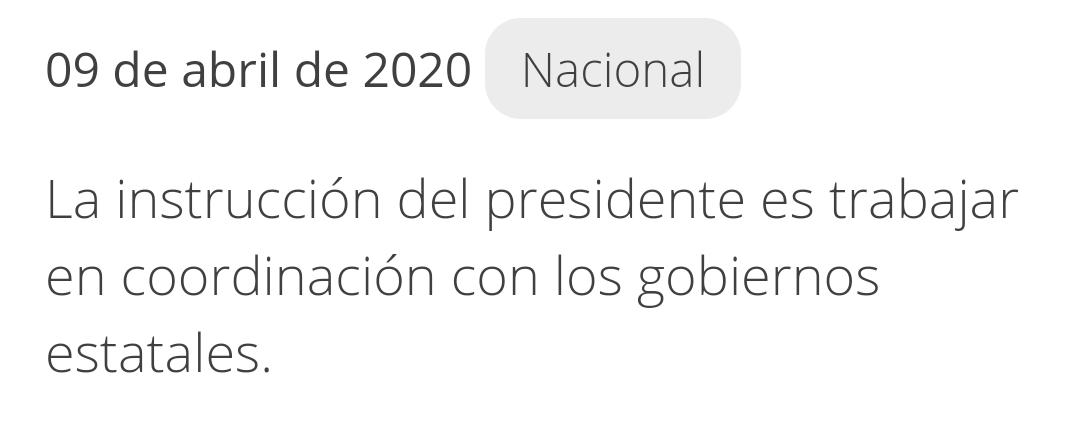 09 de abril de 2020 Nacional
La instrucción del presidente es trabajar
en coordinación con los gobiernos
estatales.